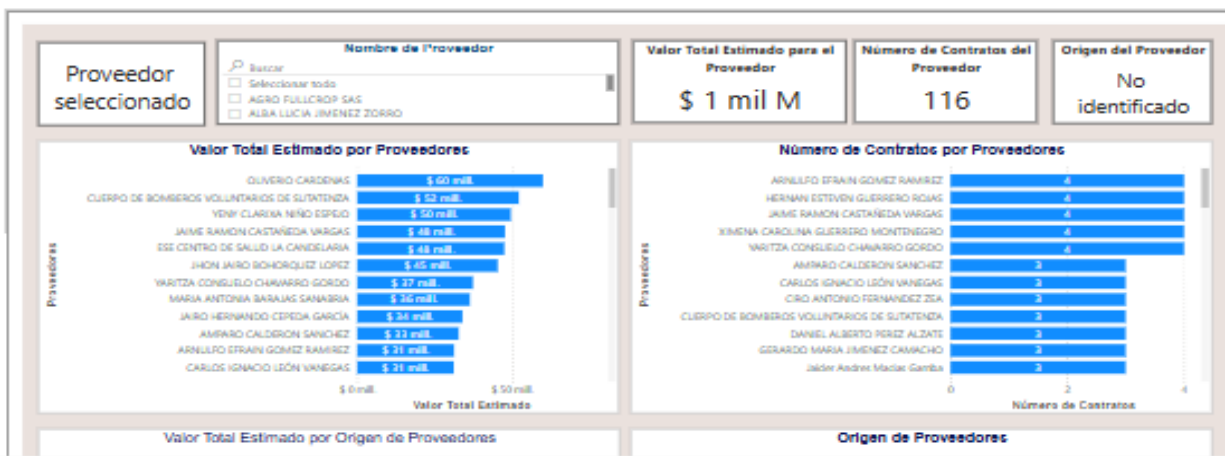 Proveedor
seleccionado
Nombre de Proveedor
Buscar
Seleccionar todo
AGRO FULLCROP SAS
ALBA LUCIA JIMENEZ ZORRO
Valor Total Estimado para el
Proveedor
$ 1 mil M
Número de Contratos del
Proveedor
116
Origen del Proveedor
No
identificado
Valor Total Estimado por Proveedores
Proveedores
OLIVERIO CARDENAS $ 60 mill.
CUERPO DE BOMBEROS VOLUNTARIOS DE SUTATENZA $ 52 mill.
YENY CLARIXA NIÑO ESPEJO $ 50 mill.
JAIME RAMON CASTAÑEDA VARGAS $ 48 mill.
ESE CENTRO DE SALUD LA CANDELARIA $ 48 mill.
JHON JAIRO BOHORQUEZ LOPEZ $ 45 mill.
YARITZA CONSUELO CHAVARRO GORDO $ 37 mill.
MARIA ANTONIA BARAJAS SANABRIA $ 36 mill.
JAIRO HERNANDO CEPEDA GARCÍA $ 34 mill.
AMPARO CALDERON SANCHEZ $ 33 mill.
ARNULFO EFRAIN GOMEZ RAMIREZ $ 31 mill.
CARLOS IGNACIO LEÓN VANEGAS $ 31 mill.
$ 0 mill. $ 50 mill.
Valor Total Estimado
Número de Contratos por Proveedores
Proveedores
ARNULFO EFRAIN GOMEZ RAMIREZ 4
HERNAN ESTEVEN GUERRERO ROJAS 4
JAIME RAMON CASTAÑEDA VARGAS 4
XIMENA CAROLINA GUERRERO MONTENEGRO 4
YARITZA CONSUELO CHAVARRO GORDO 4
AMPARO CALDERON SANCHEZ 3
CARLOS IGNACIO LEÓN VANEGAS 3
CIRO ANTONIO FERNANDEZ ZEA 3
CUERPO DE BOMBEROS VOLUNTARIOS DE SUTATENZA 3
DANIEL ALBERTO PEREZ ALZATE 3
GERARDO MARIA JIMENEZ CAMACHO 3
Jaider Andres Macias Gamba 3
0 2 4
Número de Contratos
Valor Total Estimado por Origen de Proveedores
Origen de Proveedores